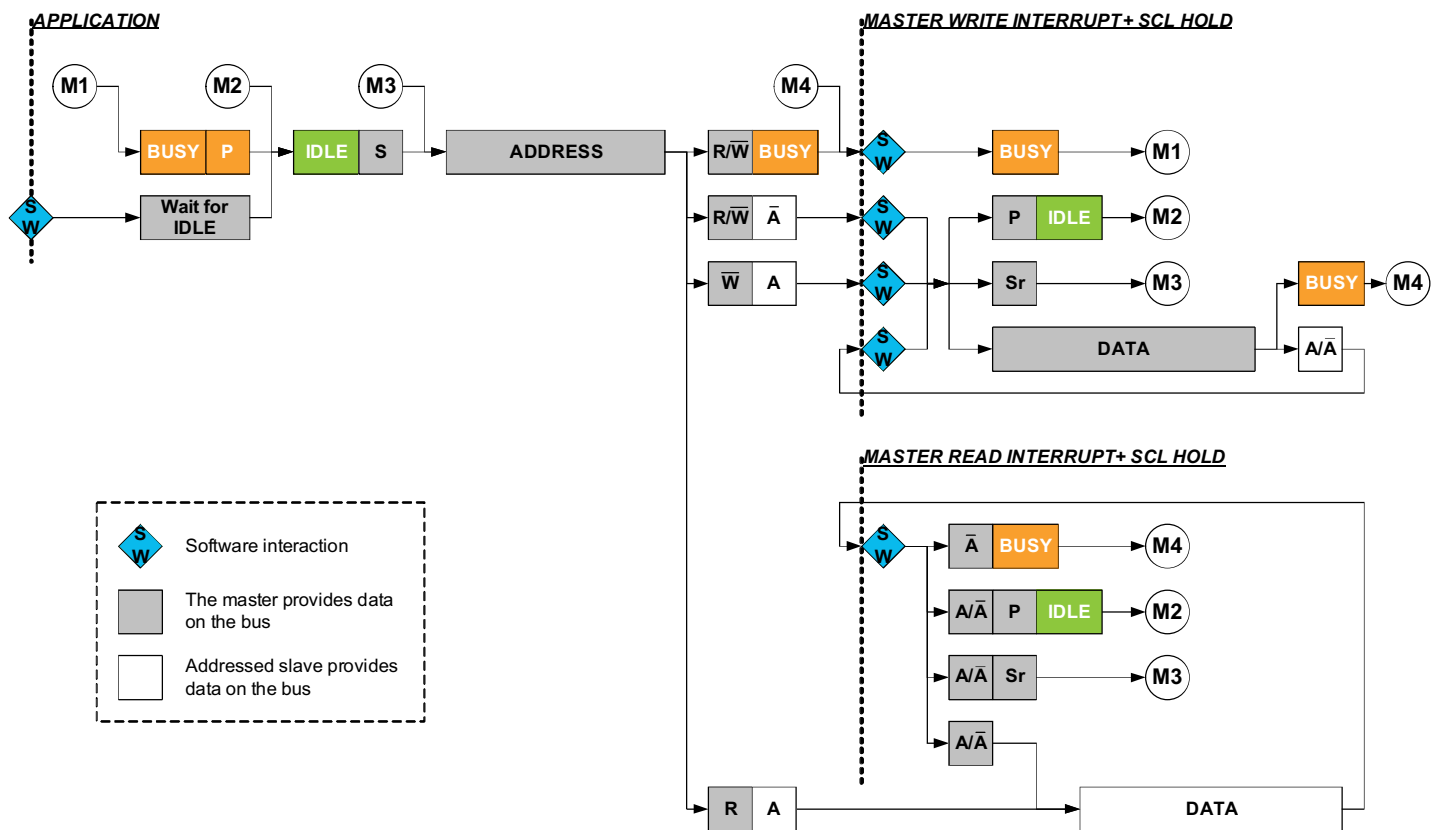 APPLICATION
MASTER WRITE INTERRUPT+ SCL HOLD
M1
M2
M3
M4
BUSY P
IDLE S
ADDRESS
R/W̅ BUSY
S
W
BUSY
M1
S
W
Wait for
IDLE
R/W̅ A̅
S
W
P IDLE
M2
W̅ A
S
W
Sr
M3
BUSY
M4
S
W
DATA
A/A̅
MASTER READ INTERRUPT+ SCL HOLD
S
W
A̅ BUSY
M4
A/A̅ P IDLE
M2
A/A̅ Sr
M3
A/A̅
R A
DATA
S
W
Software interaction
The master provides data
on the bus
Addressed slave provides
data on the bus